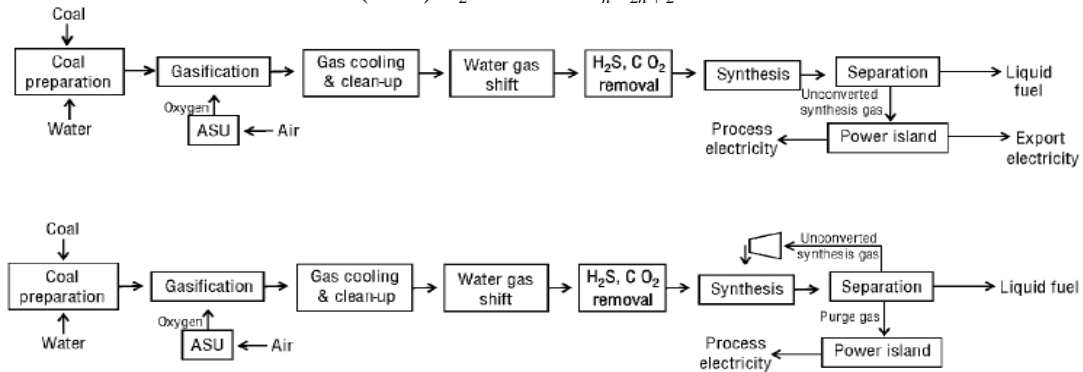 Coal
Coal
preparation
Water
Gasification
Oxygen
ASU
Air
Gas cooling
& clean-up
Water gas
shift
H₂S, C O₂
removal
Synthesis
Separation
Liquid
fuel
Unconverted
synthesis gas
Process
electricity
Power island
Export
electricity
Coal
Coal
preparation
Water
Gasification
Oxygen
ASU
Air
Gas cooling
& clean-up
Water gas
shift
H₂S, C O₂
removal
Synthesis
Unconverted
synthesis gas
Separation
Liquid fuel
Purge gas
Process
electricity
Power island